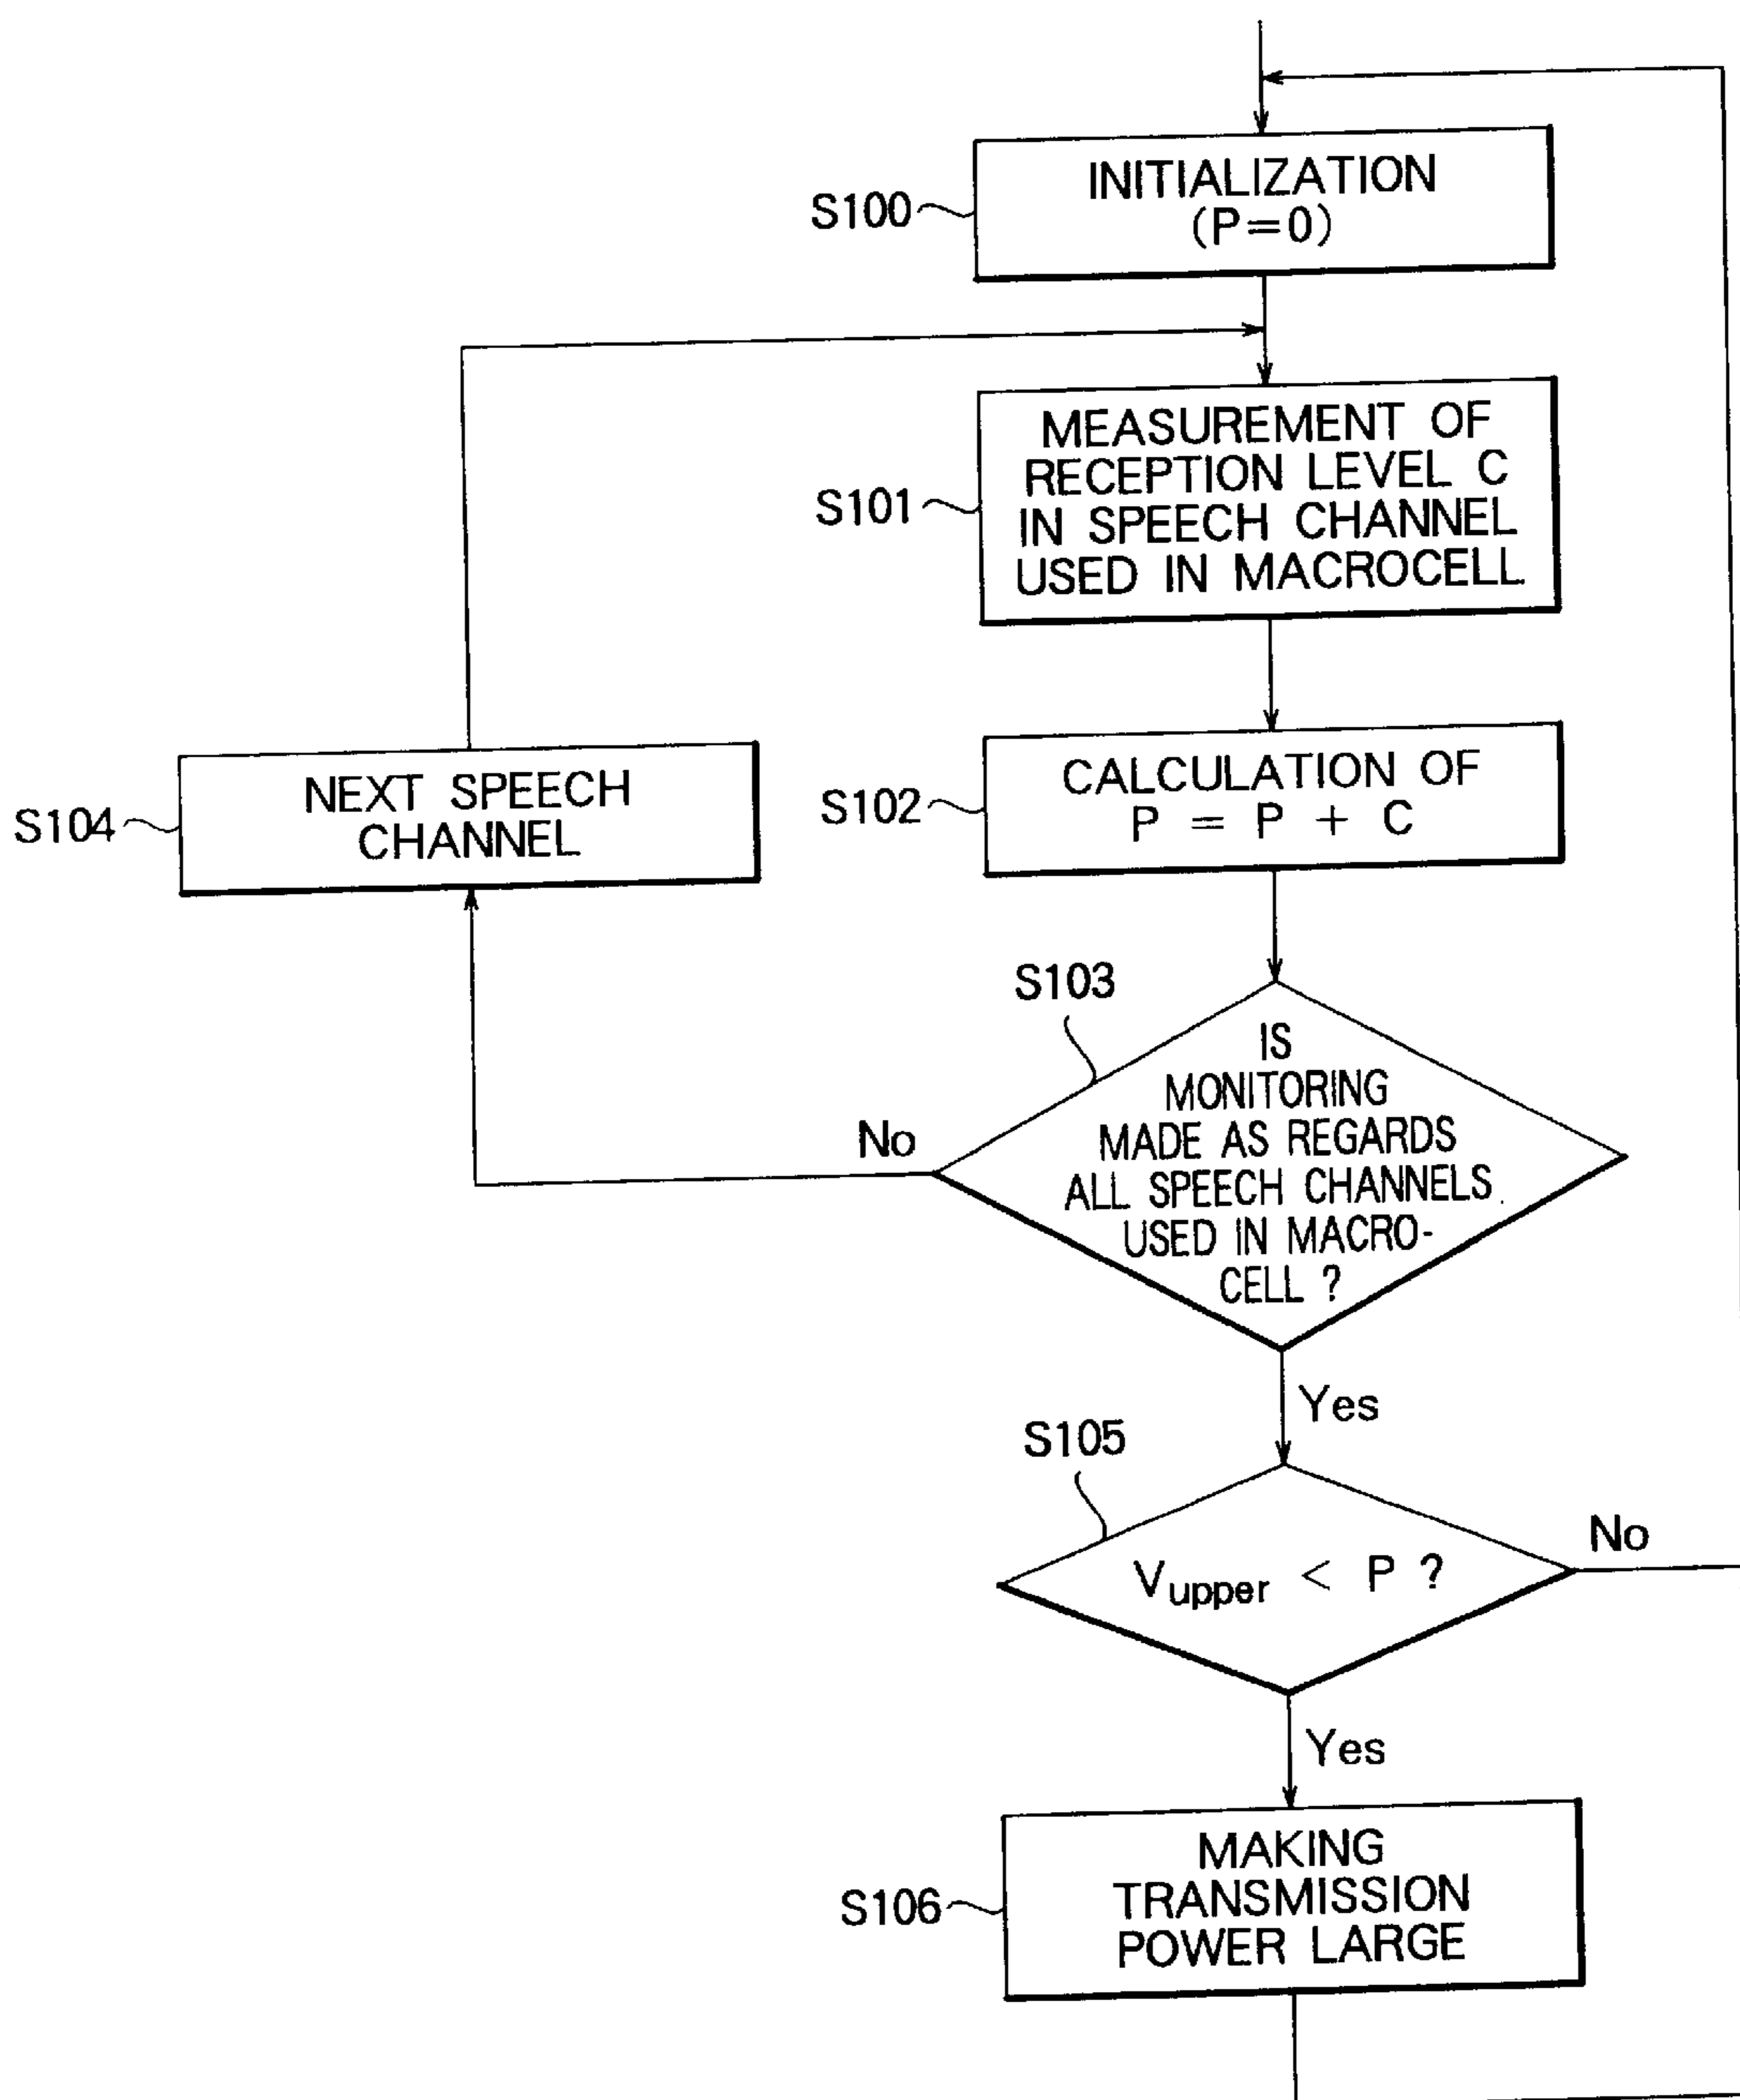 INITIALIZATION
(P=0)
S100
MEASUREMENT OF
RECEPTION LEVEL C
IN SPEECH CHANNEL
USED IN MACROCELL
S101
CALCULATION OF
P = P + C
S102
NEXT SPEECH
CHANNEL
S104
S103
IS
MONITORING
MADE AS REGARDS
ALL SPEECH CHANNELS
USED IN MACRO-
CELL ?
No
Yes
S105
Vupper < P ?
No
Yes
MAKING
TRANSMISSION
POWER LARGE
S106